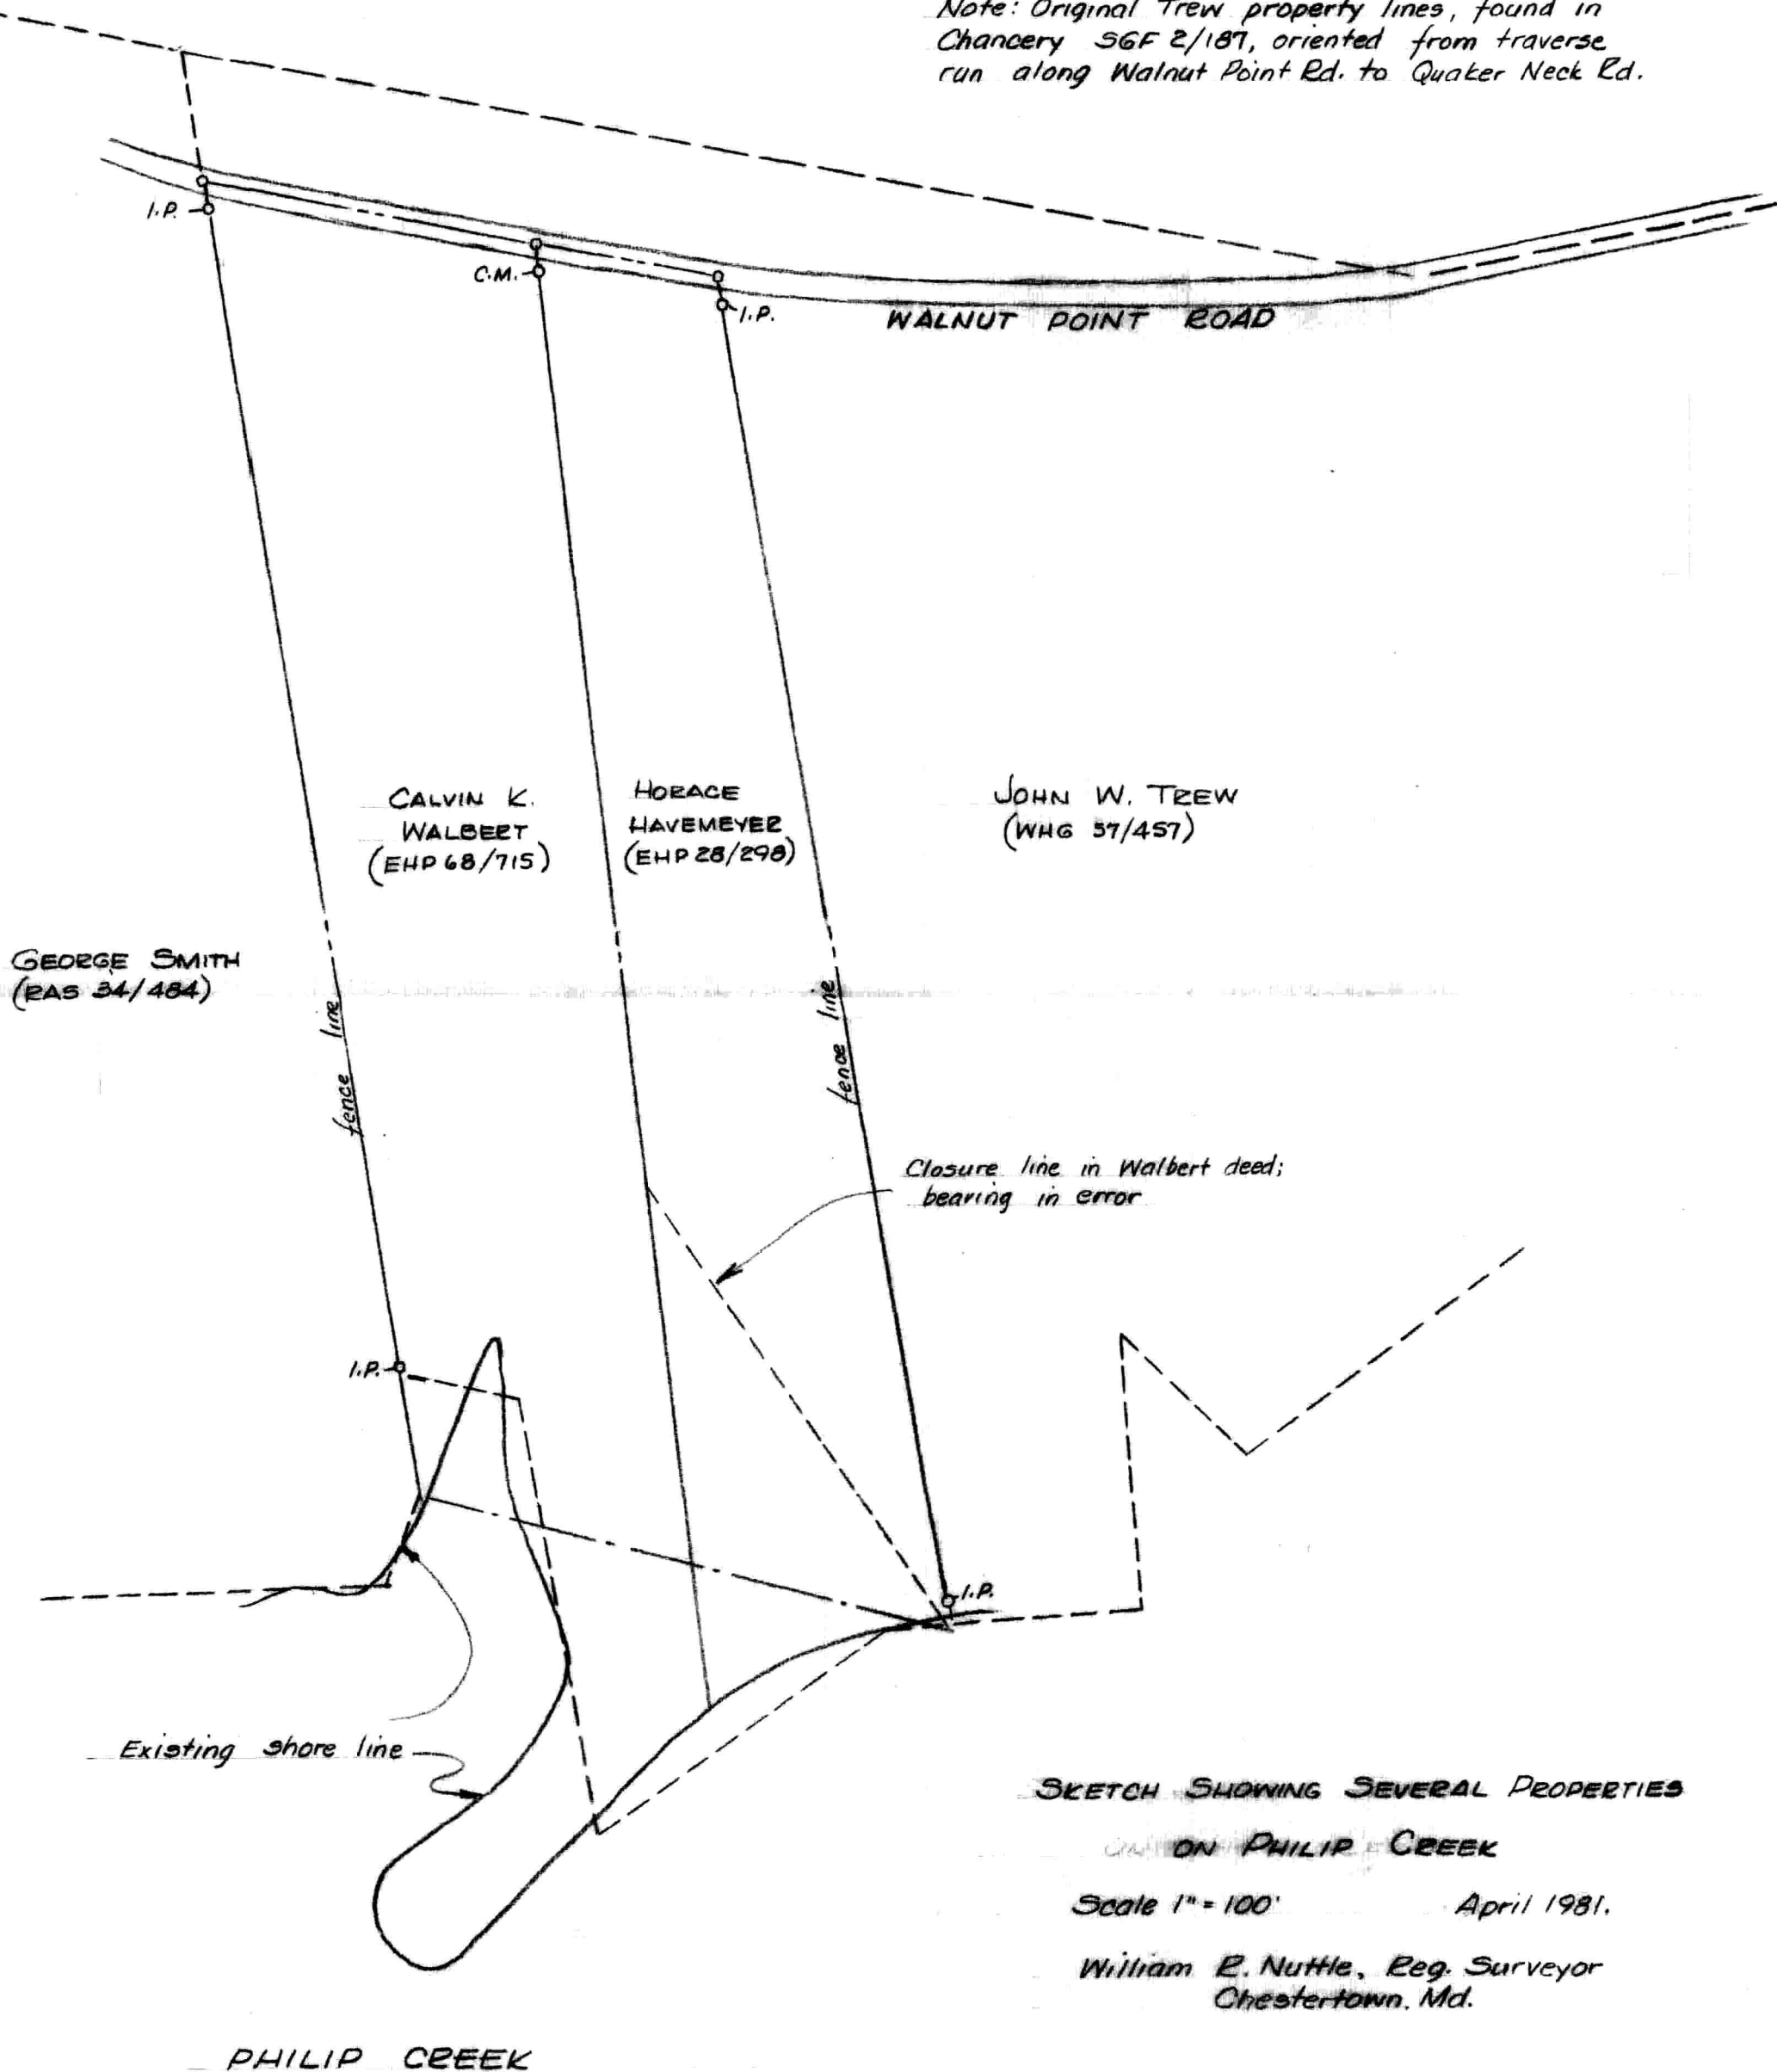 Note: Original Trew property lines, found in
Chancery SGF 2/187, oriented from traverse
run along Walnut Point Rd. to Quaker Neck Rd.
I.P.
C.M.
I.P.
WALNUT POINT ROAD
CALVIN K.
WALBERT
(EHP 68/715)
HORACE
HAVEMEYER
(EHP 28/298)
JOHN W. TREW
(WHG 57/457)
GEORGE SMITH
(RAS 34/484)
fence line
fence line
Closure line in Walbert deed;
bearing in error
I.P.
I.P.
Existing shore line
SKETCH SHOWING SEVERAL PROPERTIES
ON PHILIP CREEK
Scale 1" = 100'
April 1981.
William R. Nuttle, Reg. Surveyor
Chestertown, Md.
PHILIP CREEK